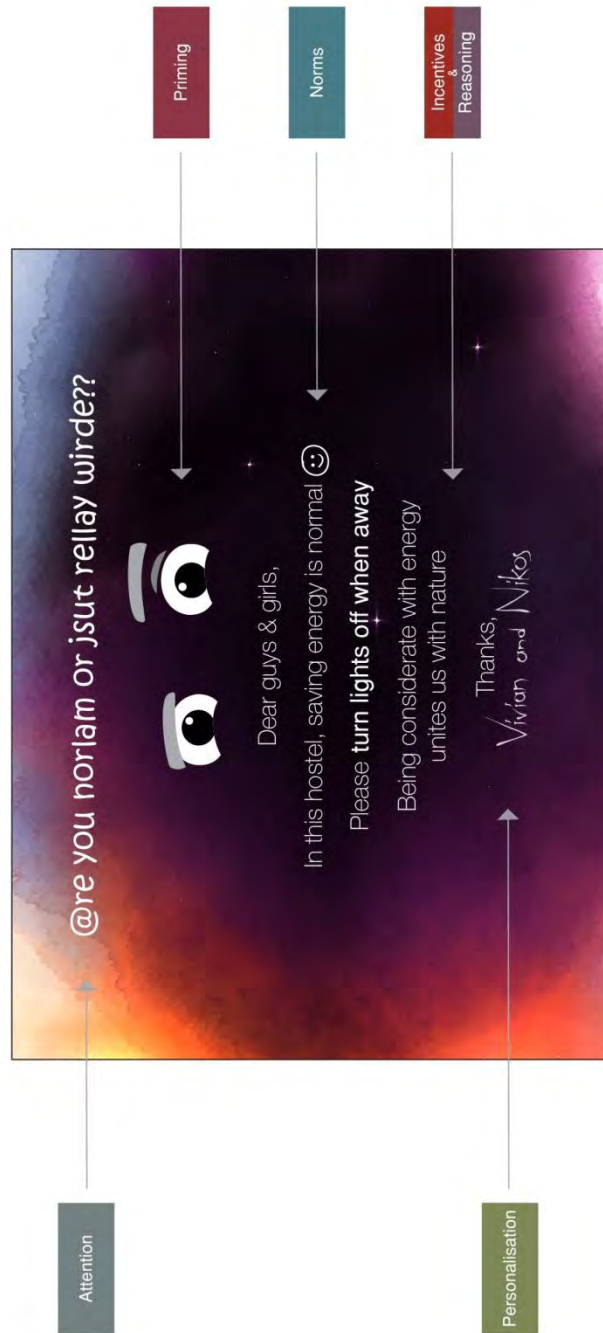 Attention
@re you norlam or jsut rellay wirde??
Priming
Dear guys & girls,
In this hostel, saving energy is normal
Norms
Please turn lights off when away
Being considerate with energy
unites us with nature
Incentives
&
Reasoning
Personalisation
Thanks,
Vivian and Nikos